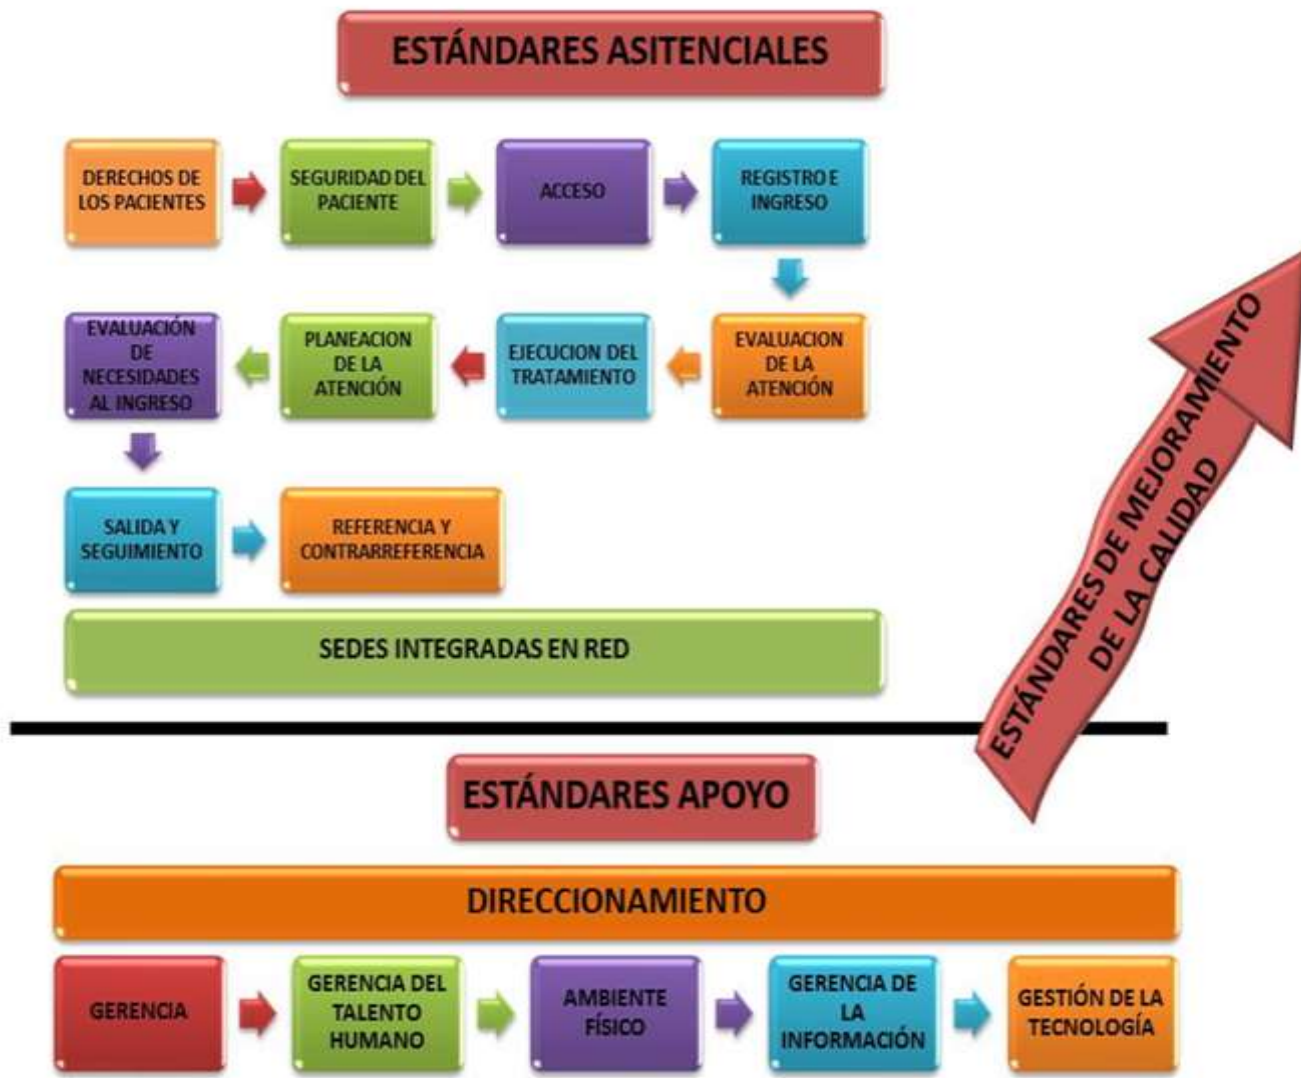 ESTÁNDARES ASITENCIALES
DERECHOS DE
LOS PACIENTES
SEGURIDAD DEL
PACIENTE
ACCESO
REGISTRO E
INGRESO
EVALUACIÓN
DE
NECESIDADES
AL INGRESO
PLANEACION
DE LA
ATENCIÓN
EJECUCION DEL
TRATAMIENTO
EVALUACION
DE LA
ATENCIÓN
SALIDA Y
SEGUIMIENTO
REFERENCIA Y
CONTRARREFERENCIA
SEDES INTEGRADAS EN RED
ESTÁNDARES DE MEJORAMIENTO
DE LA CALIDAD
ESTÁNDARES APOYO
DIRECCIONAMIENTO
GERENCIA
GERENCIA DEL
TALENTO
HUMANO
AMBIENTE
FÍSICO
GERENCIA DE
LA
INFORMACIÓN
GESTIÓN DE LA
TECNOLOGÍA